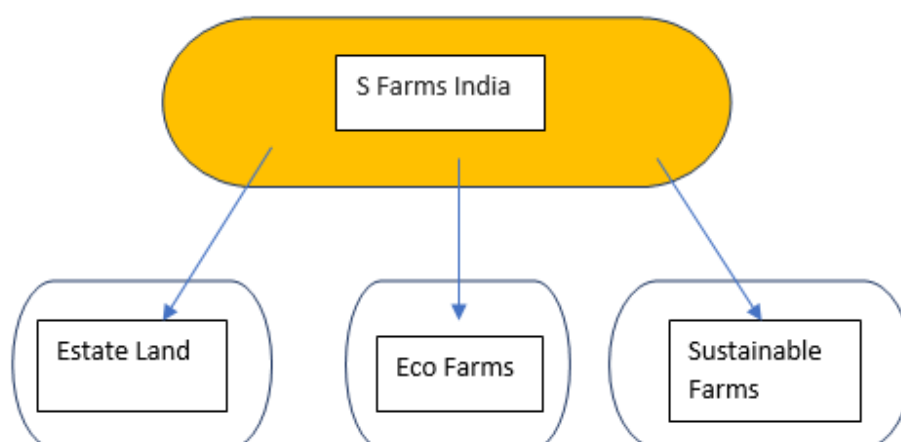 S Farms India
Estate Land
Eco Farms
Sustainable
Farms